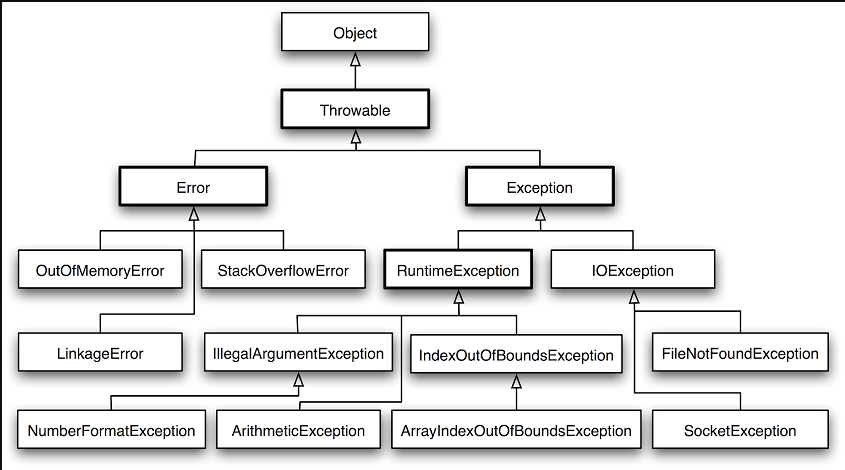 Object
Throwable
Error
Exception
OutOfMemoryError
StackOverflowError
RuntimeException
IOException
LinkageError
IllegalArgumentException
IndexOutOfBoundsException
FileNotFoundException
NumberFormatException
ArithmeticException
ArrayIndexOutOfBoundsException
SocketException